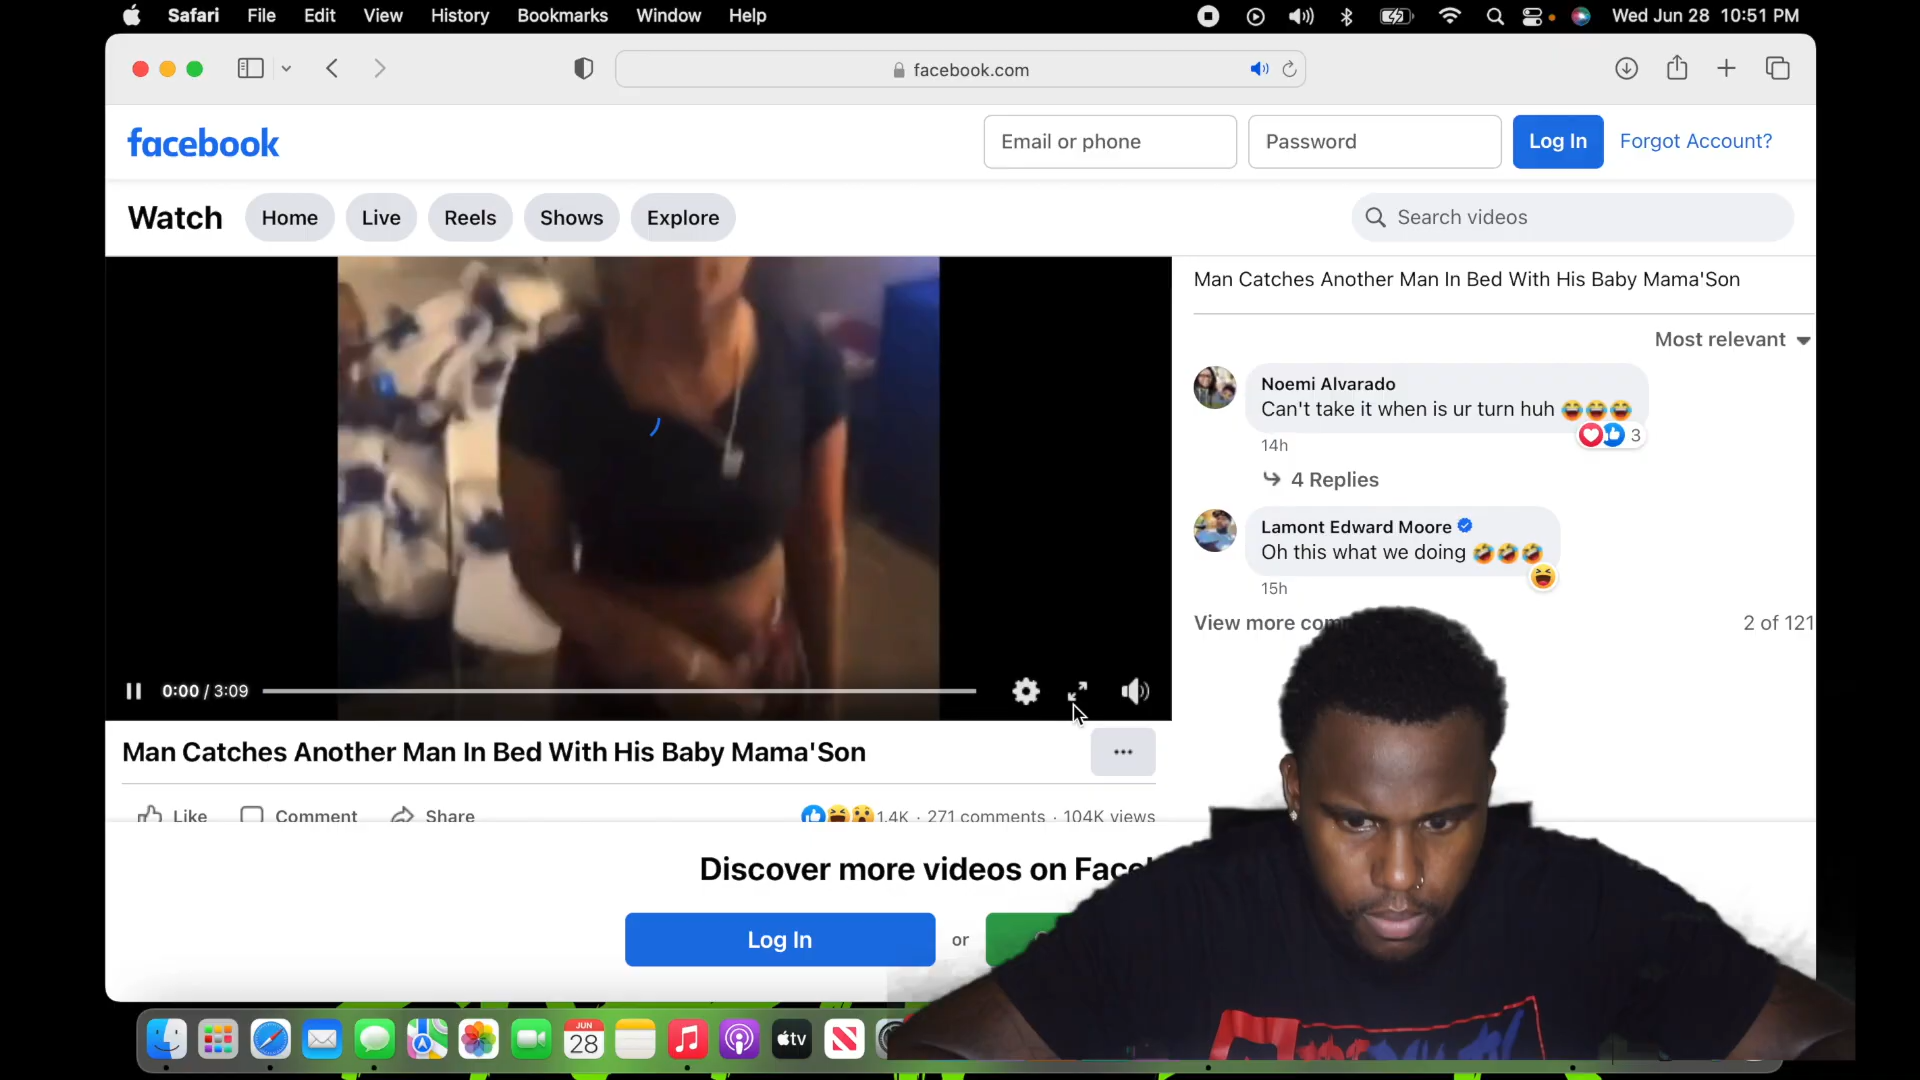 Safari File Edit View History Bookmarks Window Help Wed Jun 28 10:51 PM
facebook.com
facebook Email or phone Password Log In Forgot Account?
Watch Home Live Reels Shows Explore Search videos
Man Catches Another Man In Bed With His Baby Mama'Son
Most relevant
Noemi Alvarado
Can't take it when is ur turn huh 😂😂😂
3
14h
4 Replies
Lamont Edward Moore
Oh this what we doing 🤣🤣🤣
15h
View more 2 of 121
0:00 / 3:09
Man Catches Another Man In Bed With His Baby Mama'Son
Like Comment Share 1.4K · 271 comments · 104K views
Discover more videos on
Log In or
JUN
28
tv